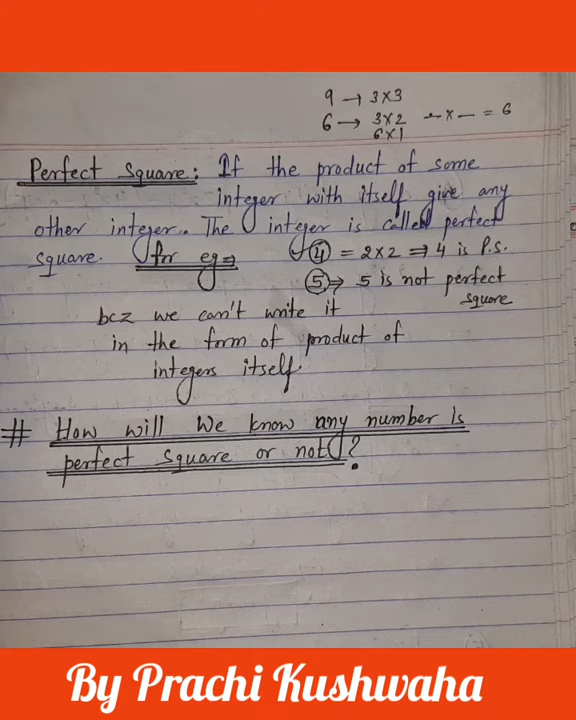 9 → 3×3
6 → 3×2 —×— = 6
6×1
Perfect Square: If the product of some
integer with itself give any
other integer. The integer is called perfect
square. for eg ⇒ ④ = 2×2 ⇒ 4 is P.S.
⑤ ⇒ 5 is not perfect
square
bcz we can't write it
in the form of product of
integers itself.
# How will We know any number is
perfect square or not ?
By Prachi Kushwaha